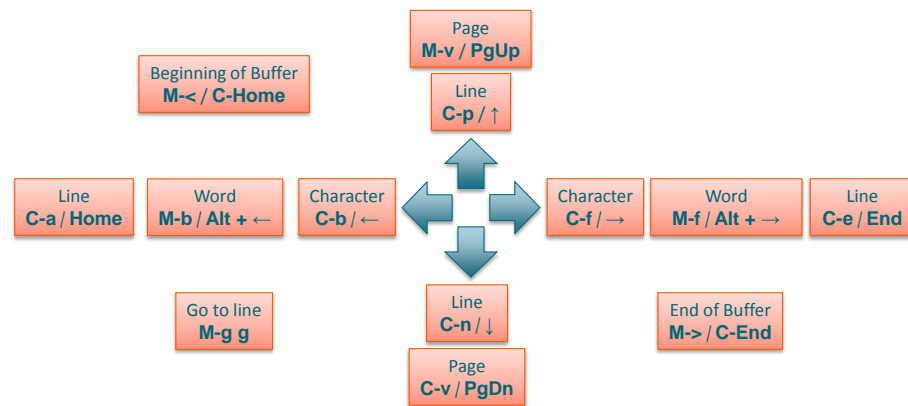 Page
M-v / PgUp
Beginning of Buffer
M-< / C-Home
Line
C-p / ↑
Line
C-a / Home
Word
M-b / Alt + ←
Character
C-b / ←
Character
C-f / →
Word
M-f / Alt + →
Line
C-e / End
Go to line
M-g g
Line
C-n / ↓
End of Buffer
M-> / C-End
Page
C-v / PgDn